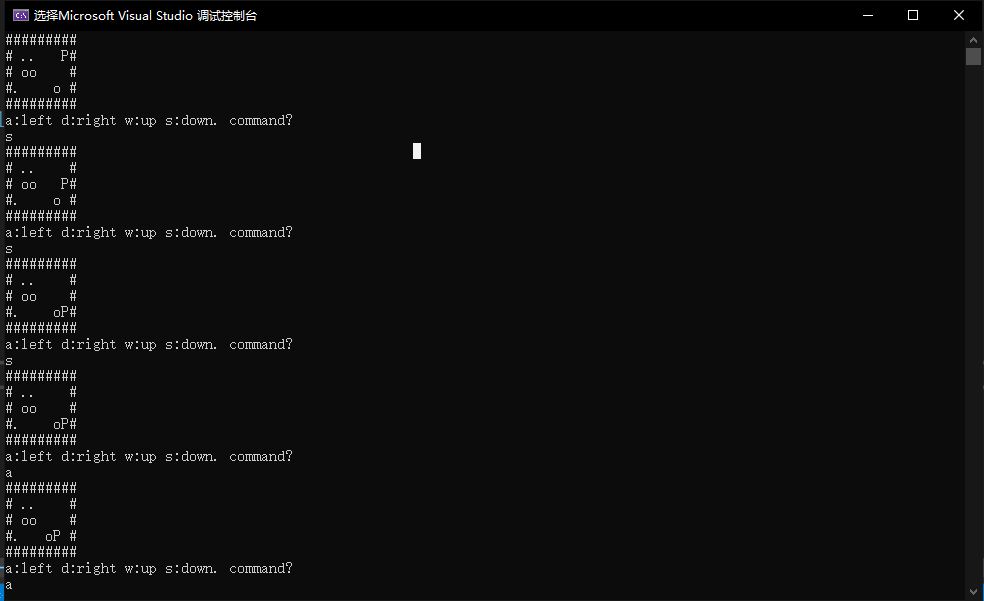 选择Microsoft Visual Studio 调试控制台
#########
# ..   P#
# oo    #
#.    o #
#########
a:left d:right w:up s:down. command?
s
#########
# ..    #
# oo   P#
#.    o #
#########
a:left d:right w:up s:down. command?
s
#########
# ..    #
# oo    #
#.    oP#
#########
a:left d:right w:up s:down. command?
s
#########
# ..    #
# oo    #
#.    oP#
#########
a:left d:right w:up s:down. command?
a
#########
# ..    #
# oo    #
#.   oP #
#########
a:left d:right w:up s:down. command?
a